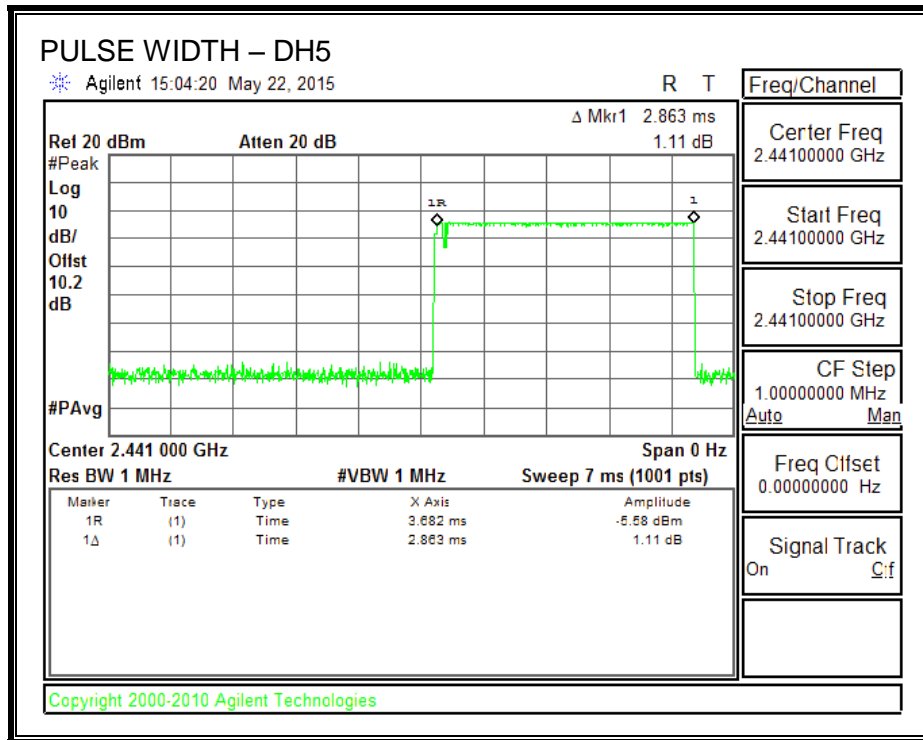 PULSE WIDTH – DH5
Agilent 15:04:20 May 22, 2015 R T
Freq/Channel
Δ Mkr1 2.863 ms
Ref 20 dBm Atten 20 dB 1.11 dB
#Peak
Log
10
dB/
Offst
10.2
dB
#PAvg
1R
1
Center 2.441 000 GHz Span 0 Hz
Res BW 1 MHz #VBW 1 MHz Sweep 7 ms (1001 pts)
Marker Trace Type X Axis Amplitude
1R (1) Time 3.682 ms
1Δ (1) Time 2.863 ms 1.11 dB
Center Freq
2.44100000 GHz
Start Freq
2.44100000 GHz
Stop Freq
2.44100000 GHz
CF Step
1.00000000 MHz
Auto Man
Freq Offset
0.00000000 Hz
Signal Track
On Off
Copyright 2000-2010 Agilent Technologies